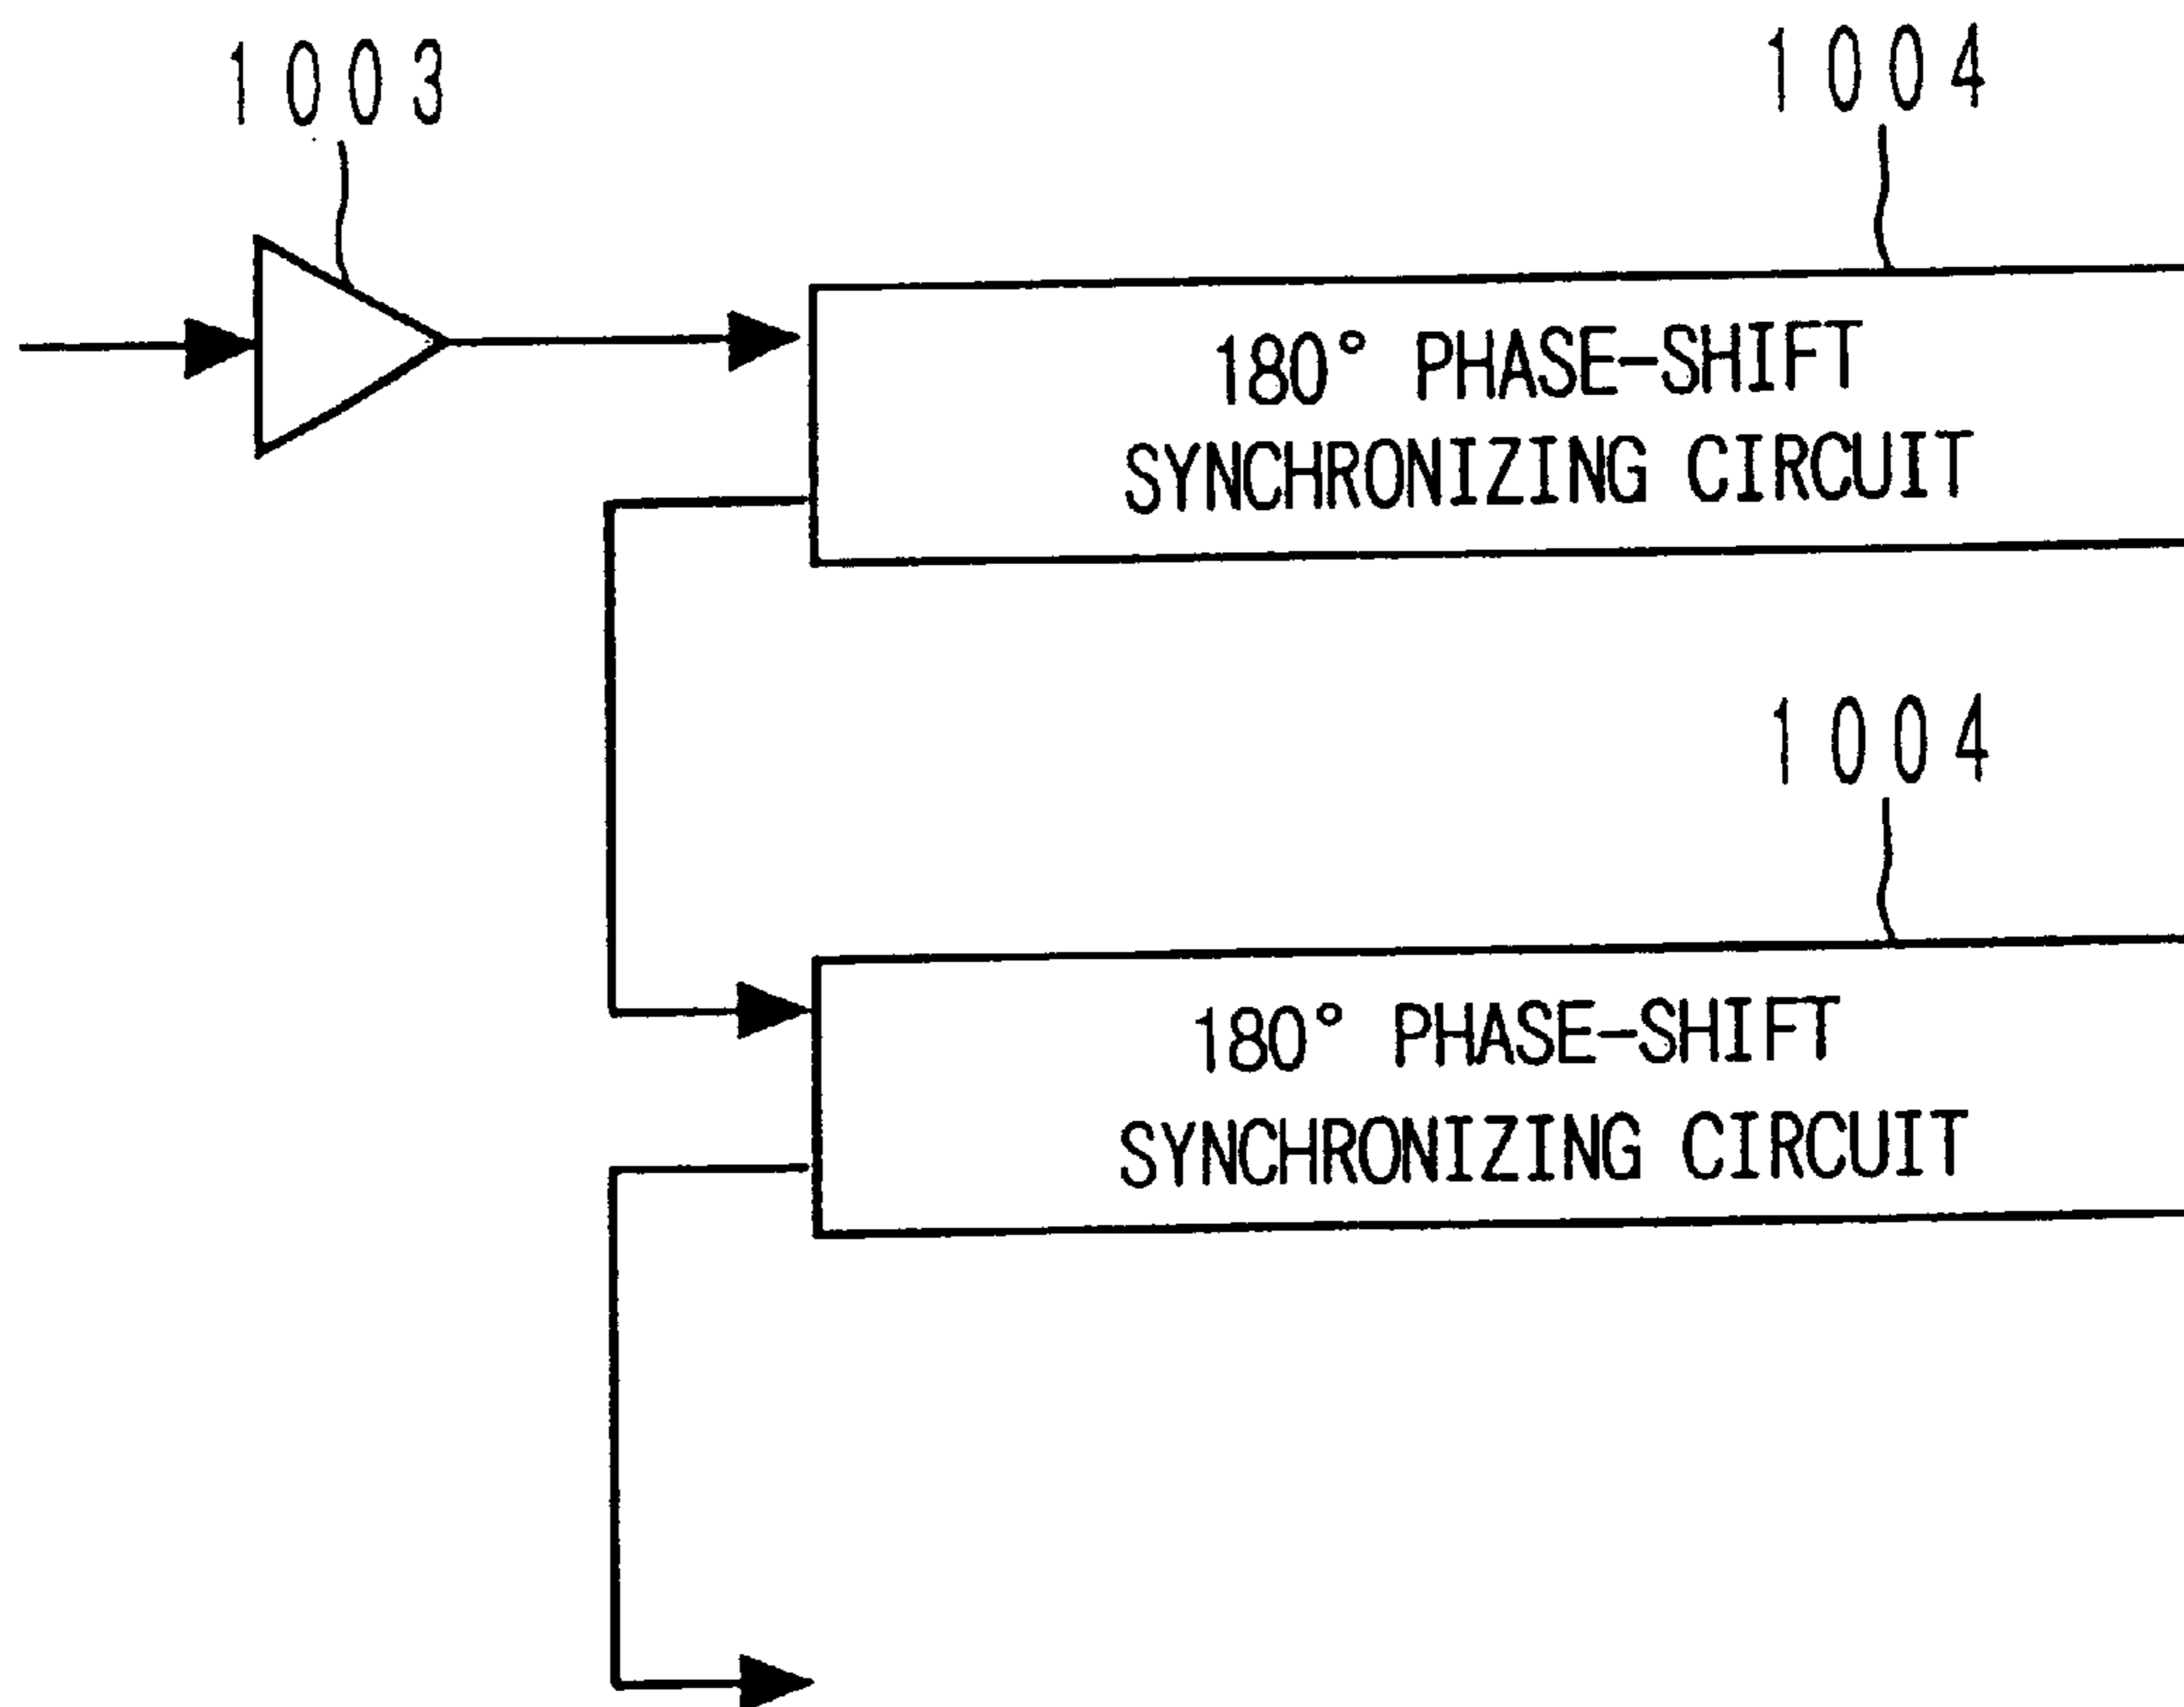 1003
1004
180° PHASE-SHIFT
SYNCHRONIZING CIRCUIT
1004
180° PHASE-SHIFT
SYNCHRONIZING CIRCUIT